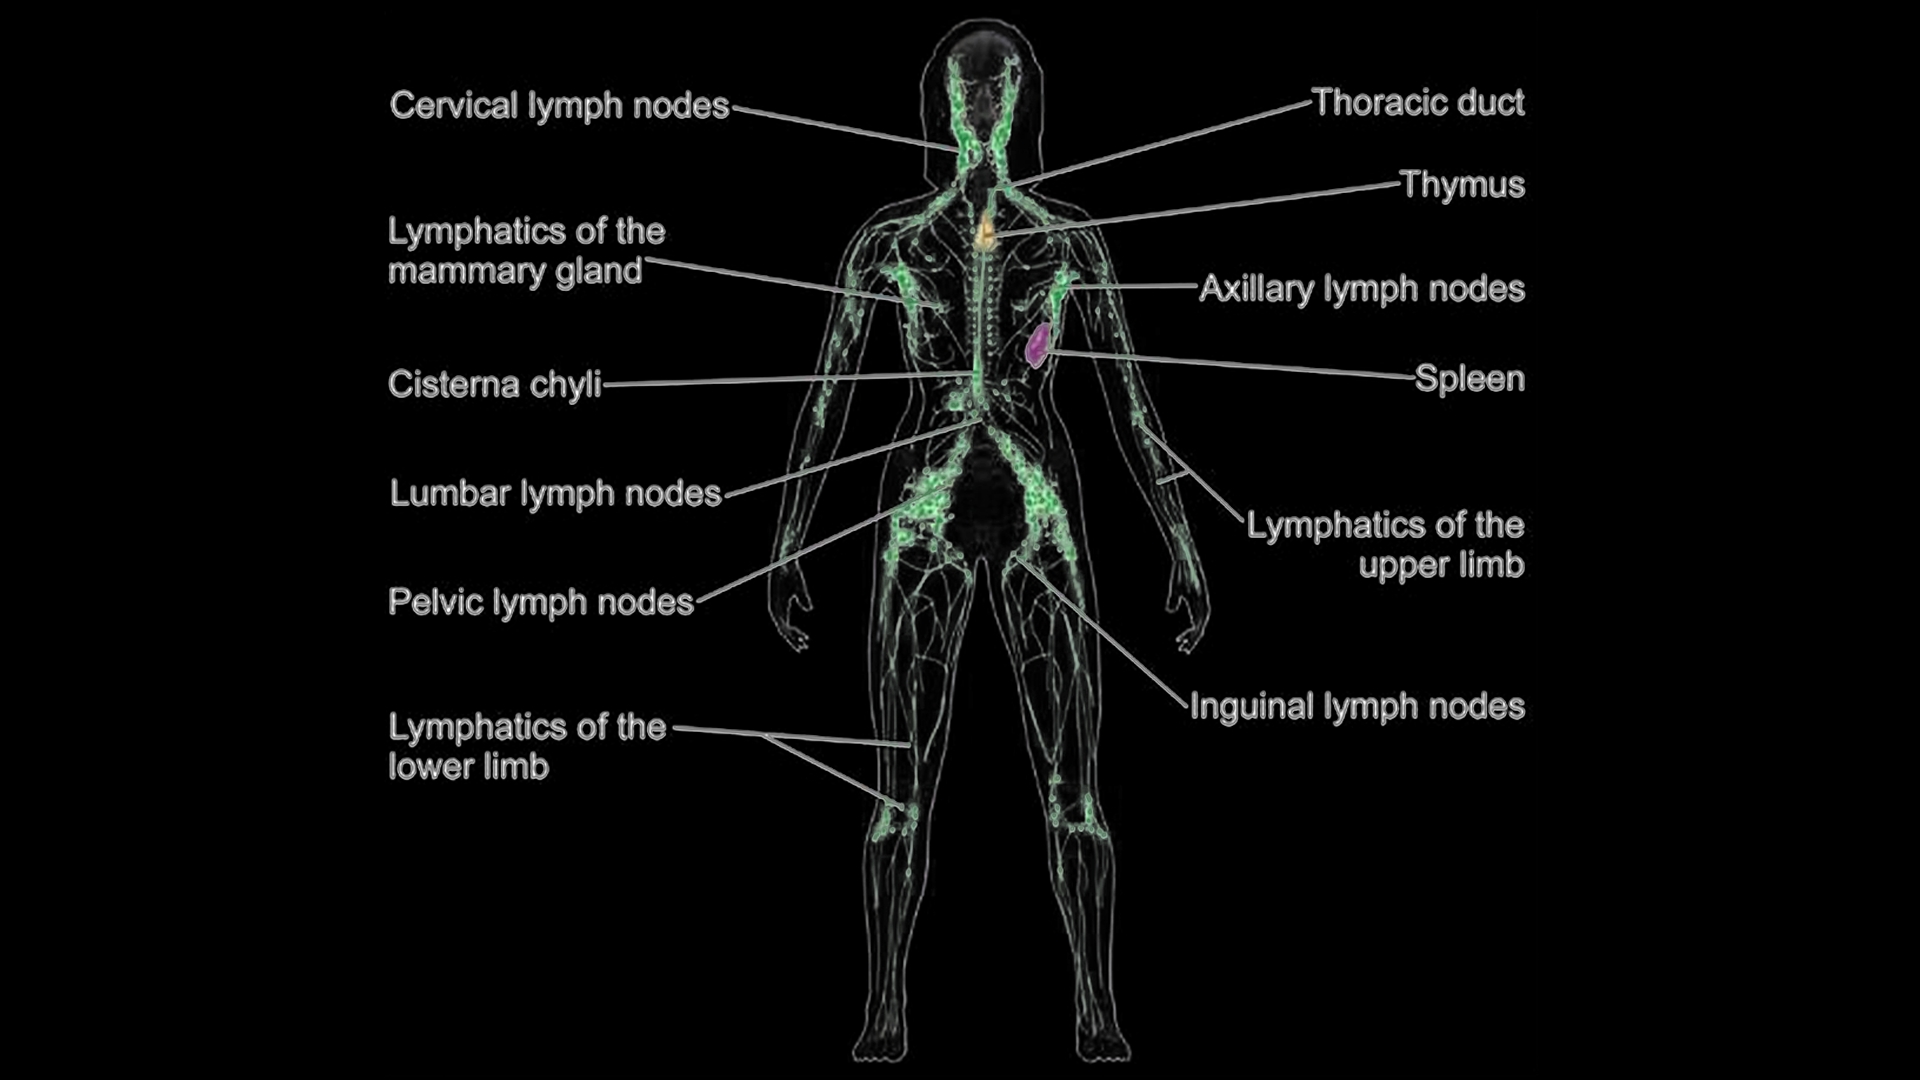 Cervical lymph nodes
Lymphatics of the
mammary gland
Cisterna chyli
Lumbar lymph nodes
Pelvic lymph nodes
Lymphatics of the
lower limb
Thoracic duct
Thymus
Axillary lymph nodes
Spleen
Lymphatics of the
upper limb
Inguinal lymph nodes